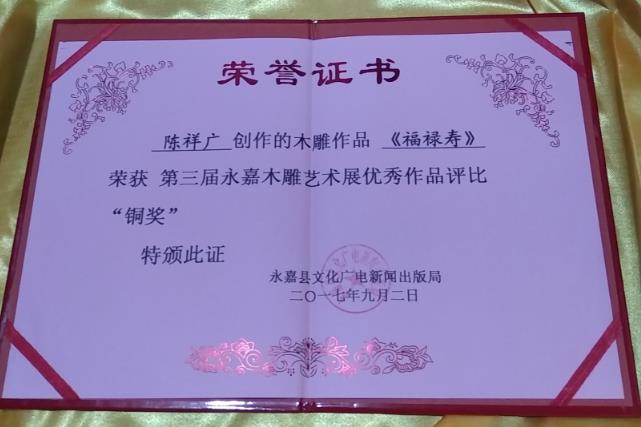 荣誉证书
陈祥广 创作的木雕作品 《福禄寿》
荣获 第三届永嘉木雕艺术展优秀作品评比
“铜奖”
特颁此证
永嘉县文化广电新闻出版局
二〇一七年九月二日